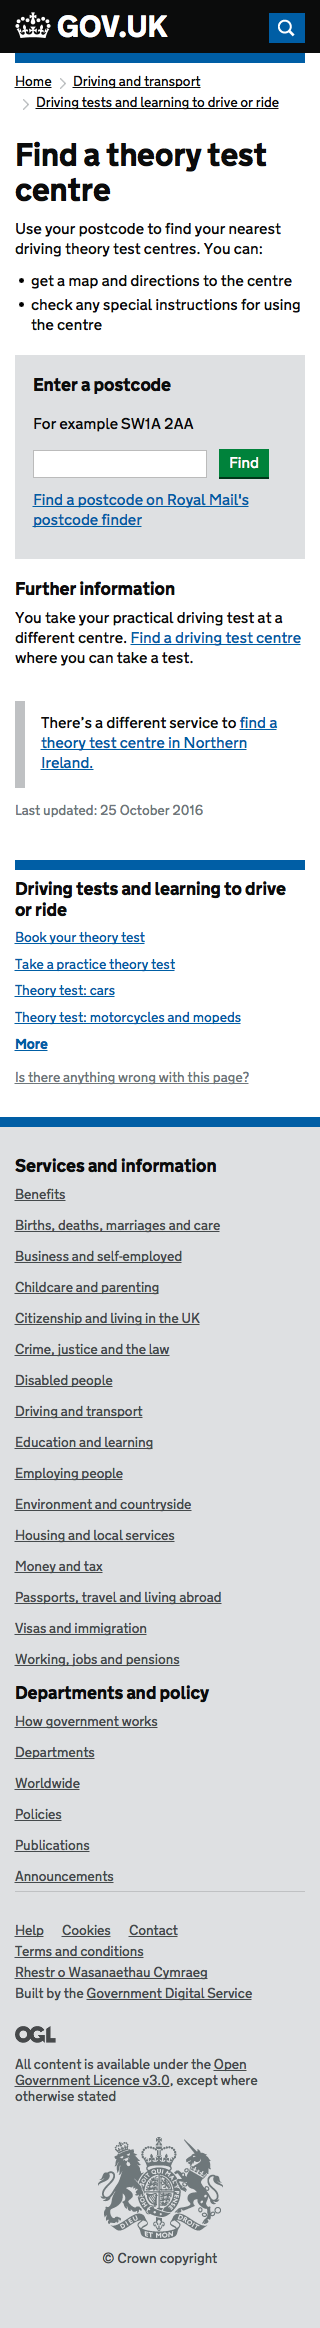 GOV.UK
Home
Driving and transport
Driving tests and learning to drive or ride
Find a theory test
centre
Use your postcode to find your nearest
driving theory test centres. You can:
• get a map and directions to the centre
• check any special instructions for using
the centre
Enter a postcode
For example SW1A 2AA
Find
Find a postcode on Royal Mail's
postcode finder
Further information
You take your practical driving test at a
different centre. Find a driving test centre
where you can take a test.
There's a different service to find a
theory test centre in Northern
Ireland.
Last updated: 25 October 2016
Driving tests and learning to drive
or ride
Book your theory test
Take a practice theory test
Theory test: cars
Theory test: motorcycles and mopeds
More
Is there anything wrong with this page?
Services and information
Benefits
Births, deaths, marriages and care
Business and self-employed
Childcare and parenting
Citizenship and living in the UK
Crime, justice and the law
Disabled people
Driving and transport
Education and learning
Employing people
Environment and countryside
Housing and local services
Money and tax
Passports, travel and living abroad
Visas and immigration
Working, jobs and pensions
Departments and policy
How government works
Departments
Worldwide
Policies
Publications
Announcements
Help Cookies Contact
Terms and conditions
Rhestr o Wasanaethau Cymraeg
Built by the Government Digital Service
OGL
All content is available under the Open
Government Licence v3.0, except where
otherwise stated
DIEU ET MON DROIT
© Crown copyright